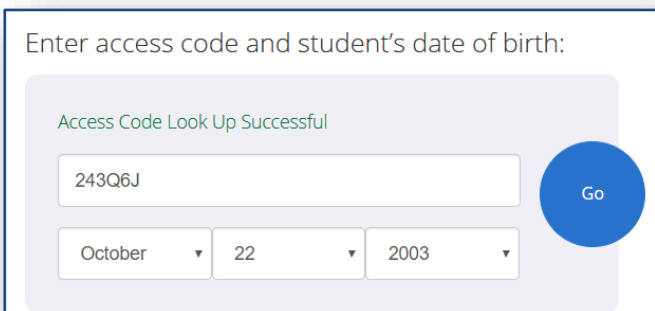 Enter access code and student's date of birth:
Access Code Look Up Successful
243Q6J
Go
October 22 2003